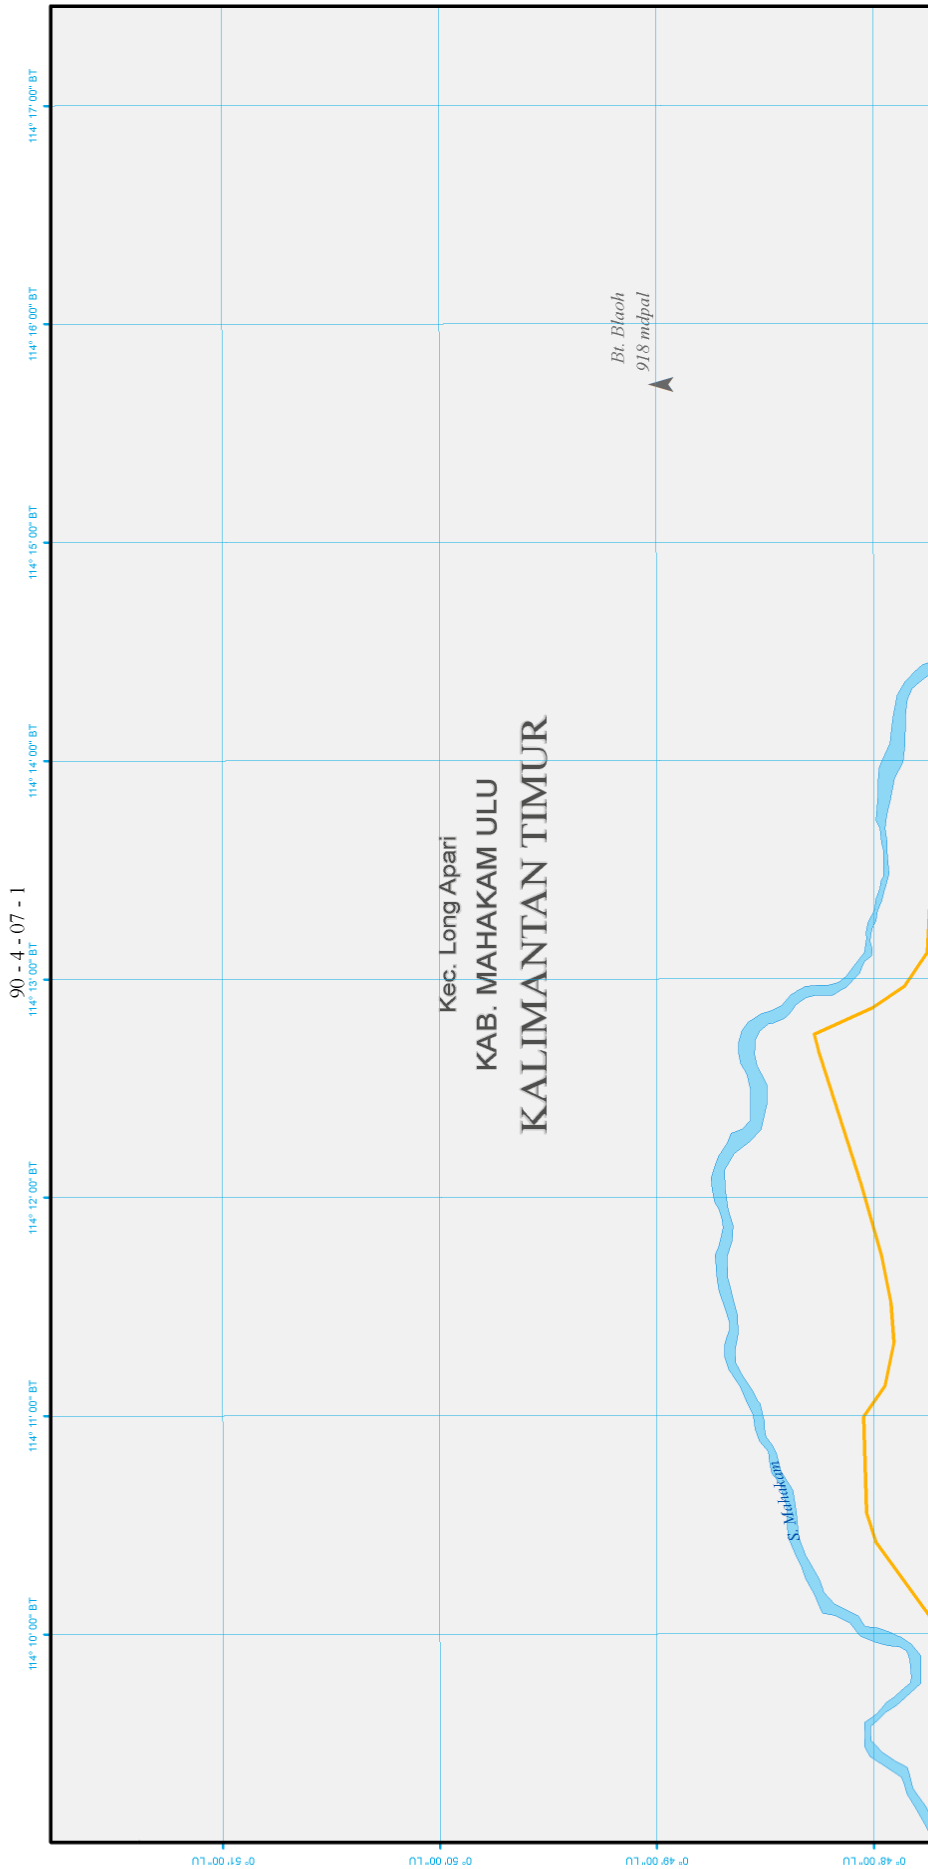 90 - 4 - 07 - 1
114° 10' 00" BT
114° 11' 00" BT
114° 12' 00" BT
114° 13' 00" BT
114° 14' 00" BT
114° 15' 00" BT
114° 16' 00" BT
114° 17' 00" BT
0° 51' 00" LU
0° 50' 00" LU
0° 49' 00" LU
0° 48' 00" LU
Bt. Blaoh
918 mdpal
Kec. Long Apari
KAB. MAHAKAM ULU
KALIMANTAN TIMUR
S. Mahakam